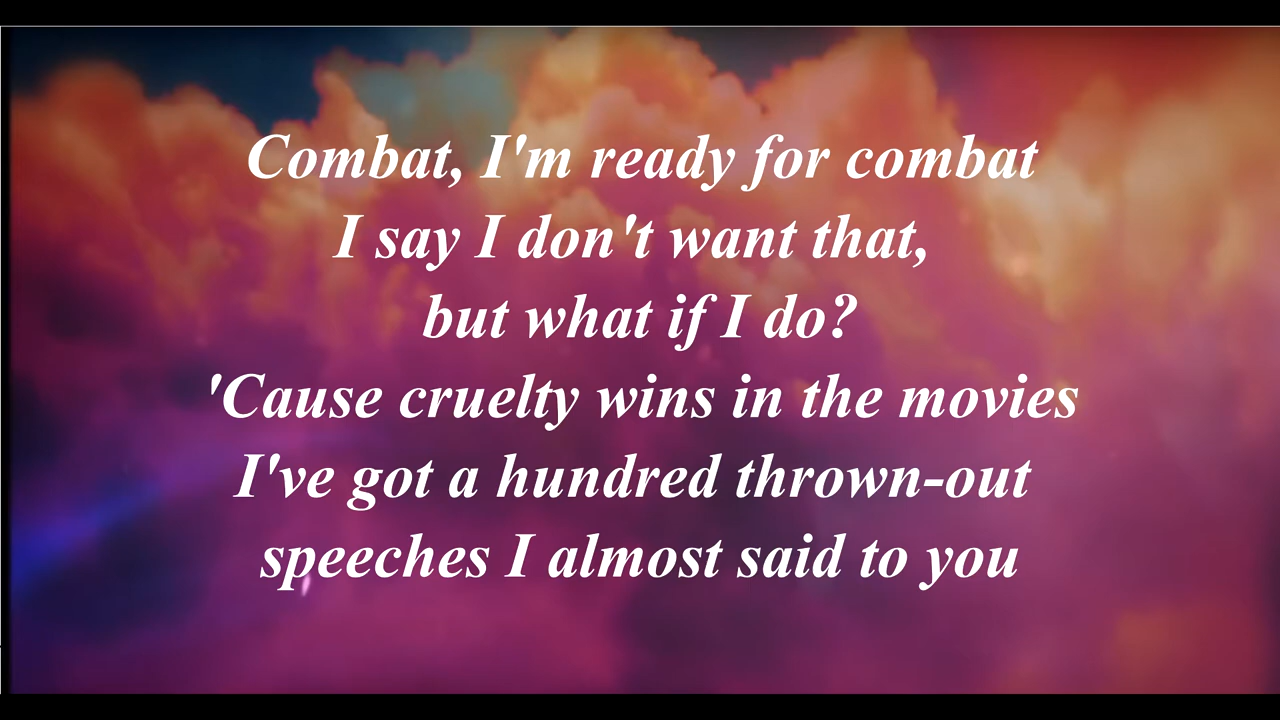 Combat, I'm ready for combat
I say I don't want that,
but what if I do?
'Cause cruelty wins in the movies
I've got a hundred thrown-out
speeches I almost said to you